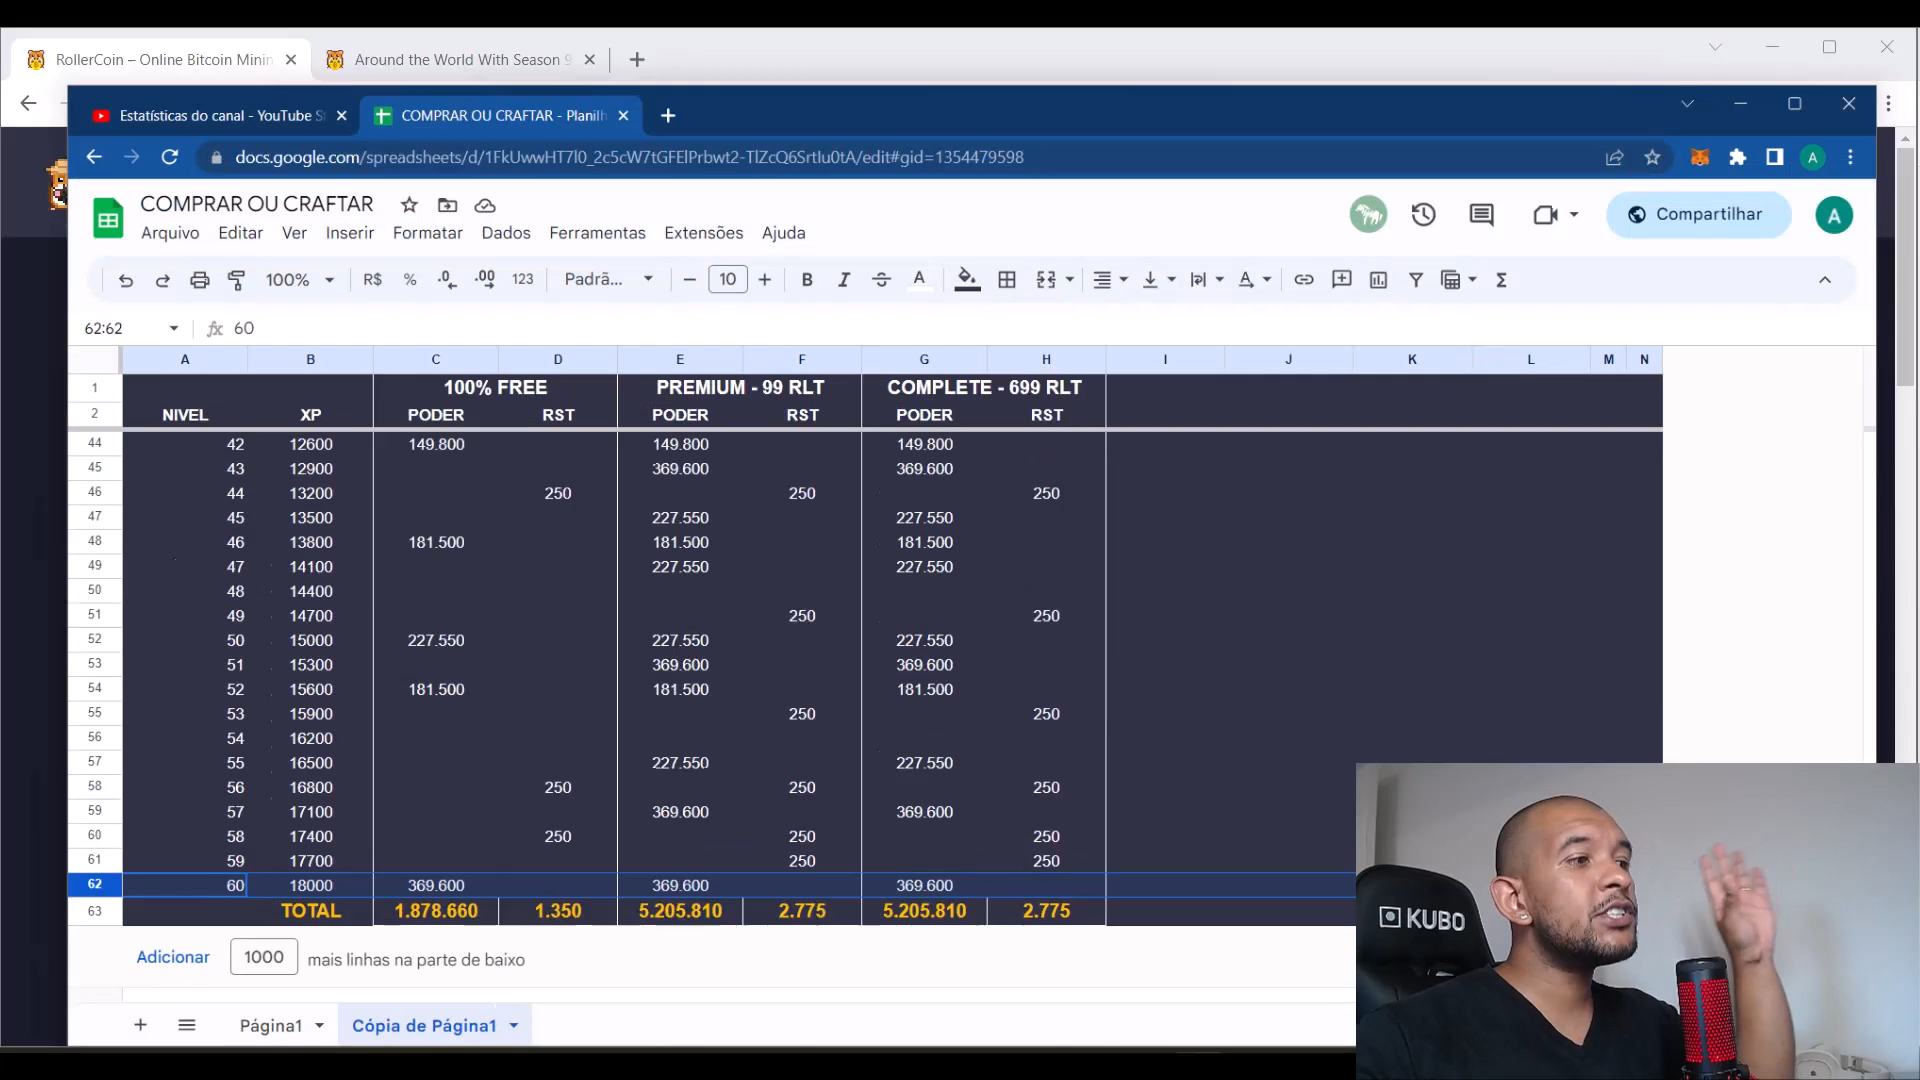 RollerCoin – Online Bitcoin Minin
Around the World With Season 9
Estatísticas do canal - YouTube S
COMPRAR OU CRAFTAR - Planilh
docs.google.com/spreadsheets/d/1FkUwwHT7l0_2c5cW7tGFElPrbwt2-TlZcQ6SrtIu0tA/edit#gid=1354479598
A
COMPRAR OU CRAFTAR
Compartilhar
A
Arquivo Editar Ver Inserir Formatar Dados Ferramentas Extensões Ajuda
100% R$ % .0 .00 123 Padrã... − 10 + B I S A Σ
62:62 fx 60
A B C D E F G H I J K L M N
1 100% FREE PREMIUM - 99 RLT COMPLETE - 699 RLT
2 NIVEL XP PODER RST PODER RST PODER RST
44 42 12600 149.800 149.800 149.800
45 43 12900 369.600 369.600
46 44 13200 250 250 250
47 45 13500 227.550 227.550
48 46 13800 181.500 181.500 181.500
49 47 14100 227.550 227.550
50 48 14400
51 49 14700 250 250
52 50 15000 227.550 227.550 227.550
53 51 15300 369.600 369.600
54 52 15600 181.500 181.500 181.500
55 53 15900 250 250
56 54 16200
57 55 16500 227.550 227.550
58 56 16800 250 250 250
59 57 17100 369.600 369.600
60 58 17400 250 250 250
61 59 17700 250 250
62 60 18000 369.600 369.600 369.600
63 TOTAL 1.878.660 1.350 5.205.810 2.775 5.205.810 2.775
Adicionar 1000 mais linhas na parte de baixo
Página1 Cópia de Página1
KUBO